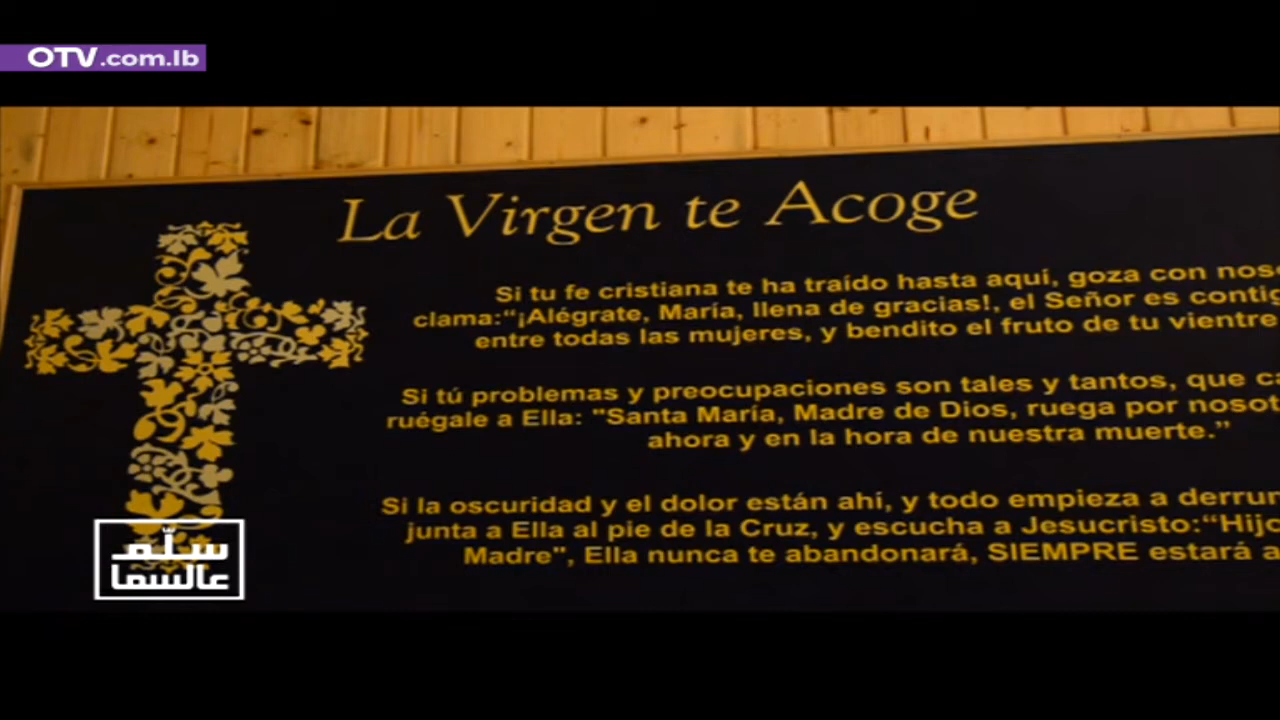 OTV.com.lb
La Virgen te Acoge
Si tu fe cristiana te ha traído hasta aquí, goza con
clama:“¡Alégrate, María, llena de gracias!, el Señor es
entre todas las mujeres, y bendito el fruto de tu vientre
Si tú problemas y preocupaciones son tales y tantos, que
ruégale a Ella: "Santa María, Madre de Dios, ruega por
ahora y en la hora de nuestra muerte.”
Si la oscuridad y el dolor están ahí, y todo empieza a
junta a Ella al pie de la Cruz, y escucha a Jesucristo:“Hijo
Madre", Ella nunca te abandonará, SIEMPRE estará
سلّم
عالسما